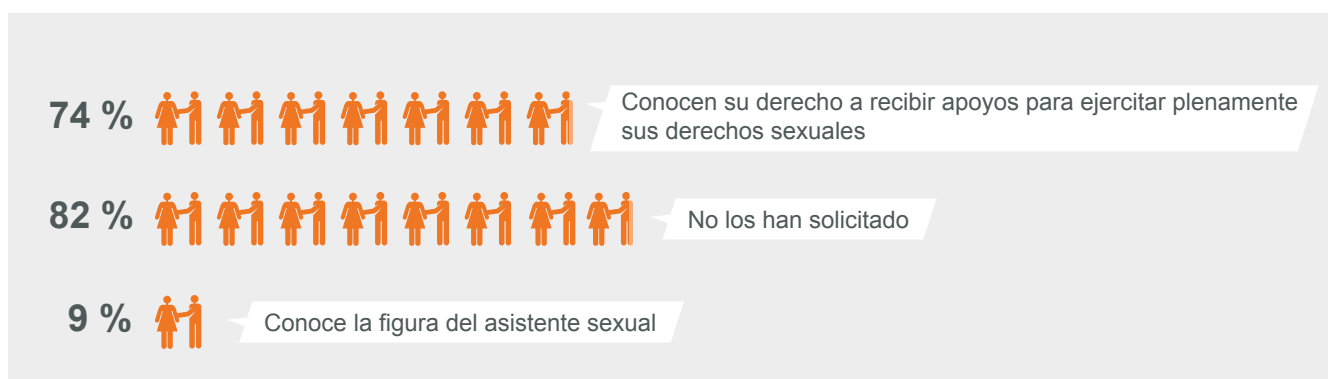 74 %
Conocen su derecho a recibir apoyos para ejercitar plenamente
sus derechos sexuales
82 %
No los han solicitado
9 %
Conoce la figura del asistente sexual